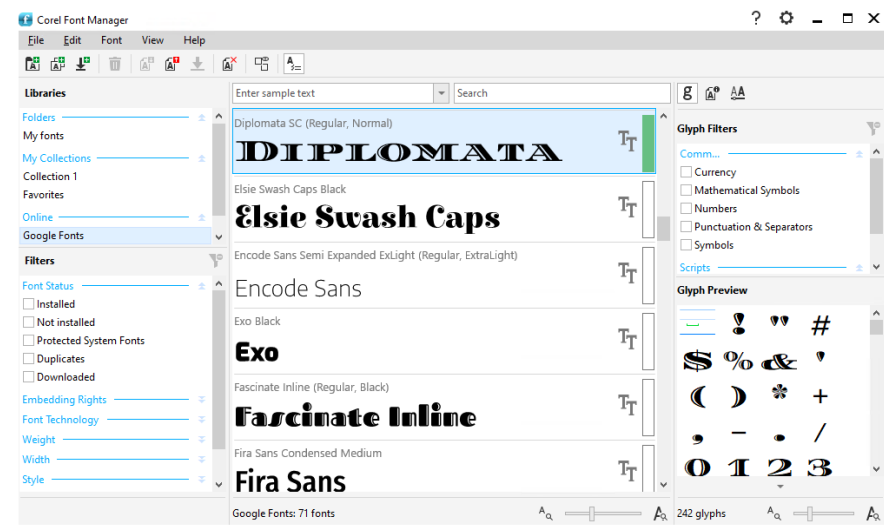 Corel Font Manager
File Edit Font View Help
Libraries
Folders
My fonts
My Collections
Collection 1
Favorites
Online
Google Fonts
Filters
Font Status
Installed
Not installed
Protected System Fonts
Duplicates
Downloaded
Embedding Rights
Font Technology
Weight
Width
Style
Enter sample text
Search
Diplomata SC (Regular, Normal)
DIPLOMATA
Elsie Swash Caps Black
Elsie Swash Caps
Encode Sans Semi Expanded ExLight (Regular, ExtraLight)
Encode Sans
Exo Black
Exo
Fascinate Inline (Regular, Black)
Fascinate Inline
Fira Sans Condensed Medium
Fira Sans
Google Fonts: 71 fonts
Glyph Filters
Comm...
Currency
Mathematical Symbols
Numbers
Punctuation & Separators
Symbols
Scripts
Glyph Preview
! " #
$ % & '
( ) * +
, - . /
0 1 2 3
242 glyphs